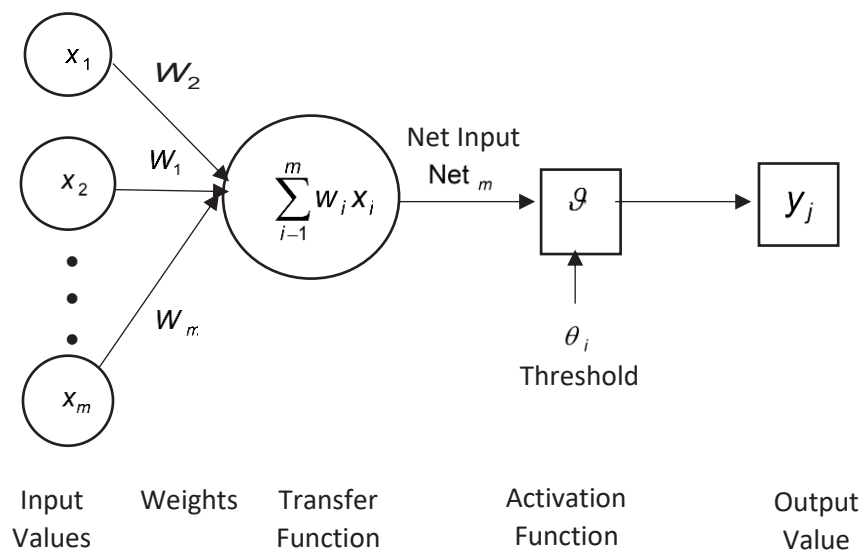 x₁
W₂
x₂
W₁
m
∑ wᵢ xᵢ
i–1
Net Input
Net ₘ
ϑ
yⱼ
Wₘ
θᵢ
Threshold
xₘ
Input Values
Weights
Transfer Function
Activation Function
Output Value